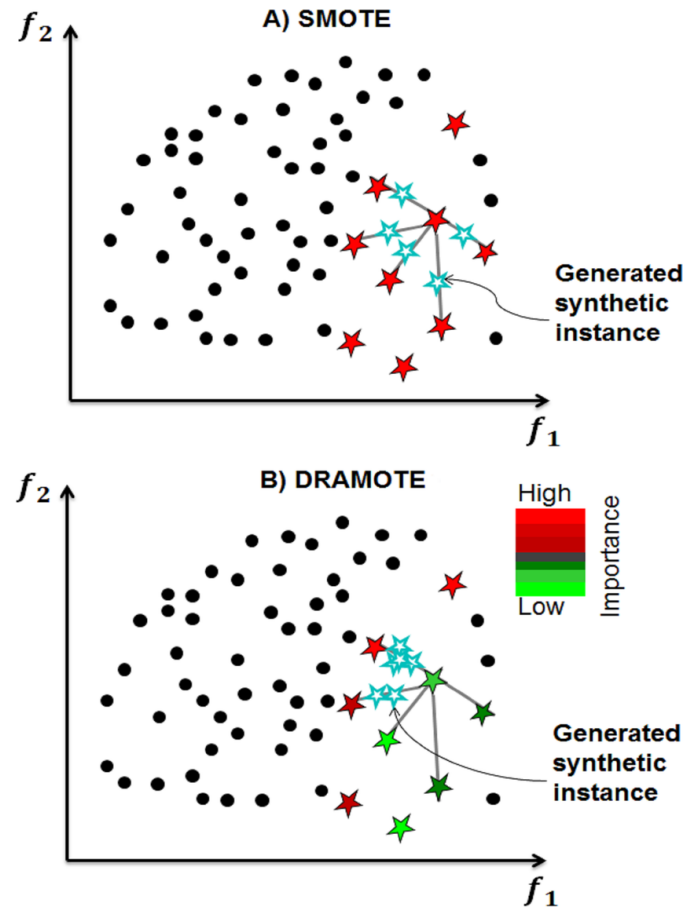 A) SMOTE
f2
Generated
synthetic
instance
f1
B) DRAMOTE
f2
High
Importance
Low
Generated
synthetic
instance
f1